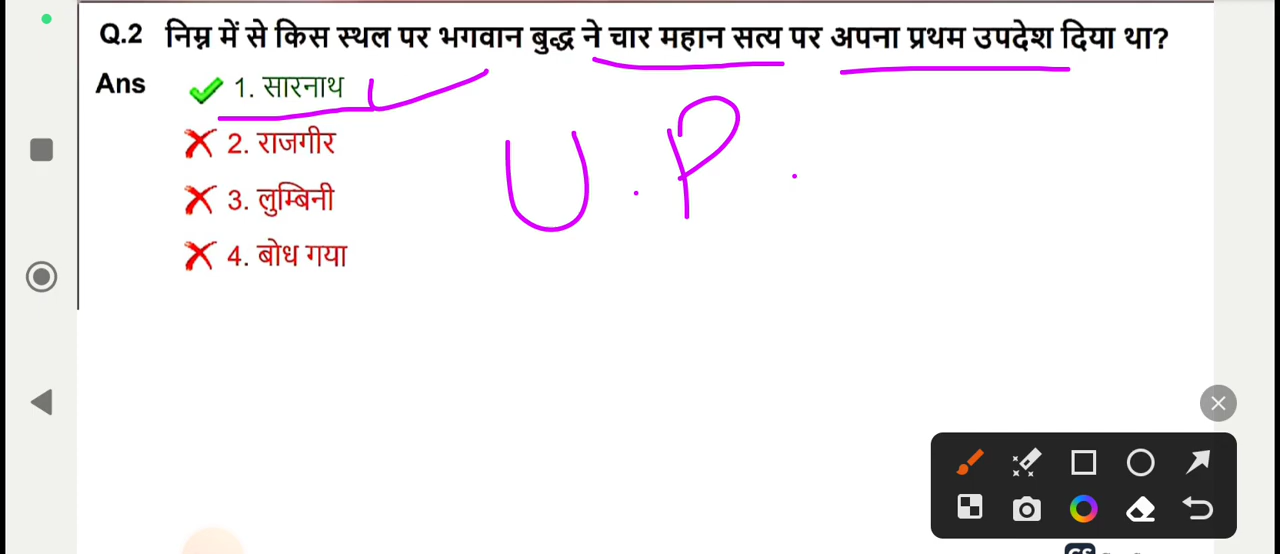 Q.2 निम्न में से किस स्थल पर भगवान बुद्ध ने चार महान सत्य पर अपना प्रथम उपदेश दिया था?
Ans 1. सारनाथ
2. राजगीर
3. लुम्बिनी
4. बोध गया
U.P.